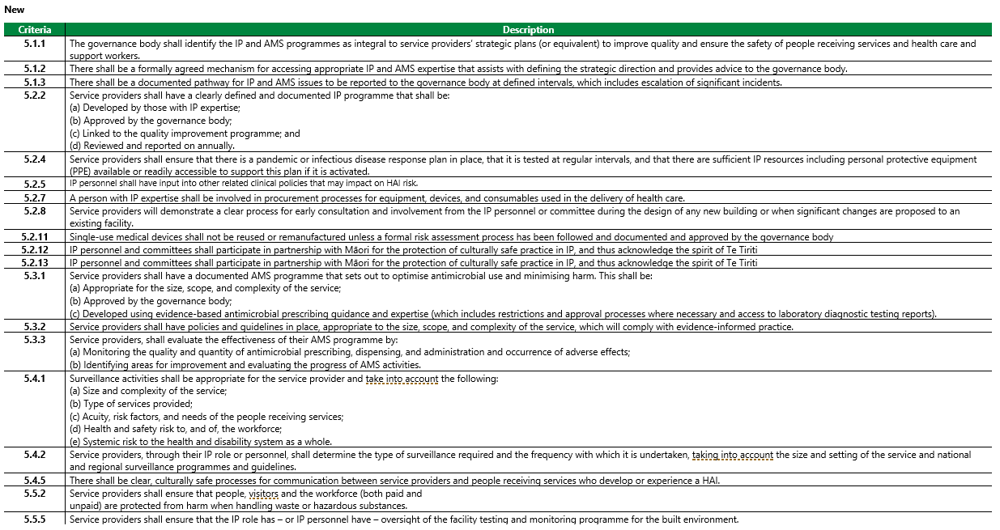 New
Criteria Description
5.1.1 The governance body shall identify the IP and AMS programmes as integral to service providers' strategic plans (or equivalent) to improve quality and ensure the safety of people receiving services and health care and
support workers.
5.1.2 There shall be a formally agreed mechanism for accessing appropriate IP and AMS expertise that assists with defining the strategic direction and provides advice to the governance body.
5.1.3 There shall be a documented pathway for IP and AMS issues to be reported to the governance body at defined intervals, which includes escalation of significant incidents.
5.2.2 Service providers shall have a clearly defined and documented IP programme that shall be:
(a) Developed by those with IP expertise;
(b) Approved by the governance body;
(c) Linked to the quality improvement programme; and
(d) Reviewed and reported on annually.
5.2.4 Service providers shall ensure that there is a pandemic or infectious disease response plan in place, that it is tested at regular intervals, and that there are sufficient IP resources including personal protective equipment
(PPE) available or readily accessible to support this plan if it is activated.
5.2.5 IP personnel shall have input into other related clinical policies that may impact on HAI risk.
5.2.7 A person with IP expertise shall be involved in procurement processes for equipment, devices, and consumables used in the delivery of health care.
5.2.8 Service providers will demonstrate a clear process for early consultation and involvement from the IP personnel or committee during the design of any new building or when significant changes are proposed to an
existing facility.
5.2.11 Single-use medical devices shall not be reused or remanufactured unless a formal risk assessment process has been followed and documented and approved by the governance body
5.2.12 IP personnel and committees shall participate in partnership with Māori for the protection of culturally safe practice in IP, and thus acknowledge the spirit of Te Tiriti
5.2.13 IP personnel and committees shall participate in partnership with Māori for the protection of culturally safe practice in IP, and thus acknowledge the spirit of Te Tiriti
5.3.1 Service providers shall have a documented AMS programme that sets out to optimise antimicrobial use and minimising harm. This shall be:
(a) Appropriate for the size, scope, and complexity of the service;
(b) Approved by the governance body;
(c) Developed using evidence-based antimicrobial prescribing guidance and expertise (which includes restrictions and approval processes where necessary and access to laboratory diagnostic testing reports).
5.3.2 Service providers shall have policies and guidelines in place, appropriate to the size, scope, and complexity of the service, which will comply with evidence-informed practice.
5.3.3 Service providers, shall evaluate the effectiveness of their AMS programme by:
(a) Monitoring the quality and quantity of antimicrobial prescribing, dispensing, and administration and occurrence of adverse effects;
(b) Identifying areas for improvement and evaluating the progress of AMS activities.
5.4.1 Surveillance activities shall be appropriate for the service provider and take into account the following:
(a) Size and complexity of the service;
(b) Type of services provided;
(c) Acuity, risk factors, and needs of the people receiving services;
(d) Health and safety risk to, and of, the workforce;
(e) Systemic risk to the health and disability system as a whole.
5.4.2 Service providers, through their IP role or personnel, shall determine the type of surveillance required and the frequency with which it is undertaken, taking into account the size and setting of the service and national
and regional surveillance programmes and guidelines.
5.4.5 There shall be clear, culturally safe processes for communication between service providers and people receiving services who develop or experience a HAI.
5.5.2 Service providers shall ensure that people, visitors and the workforce (both paid and
unpaid) are protected from harm when handling waste or hazardous substances.
5.5.5 Service providers shall ensure that the IP role has – or IP personnel have – oversight of the facility testing and monitoring programme for the built environment.